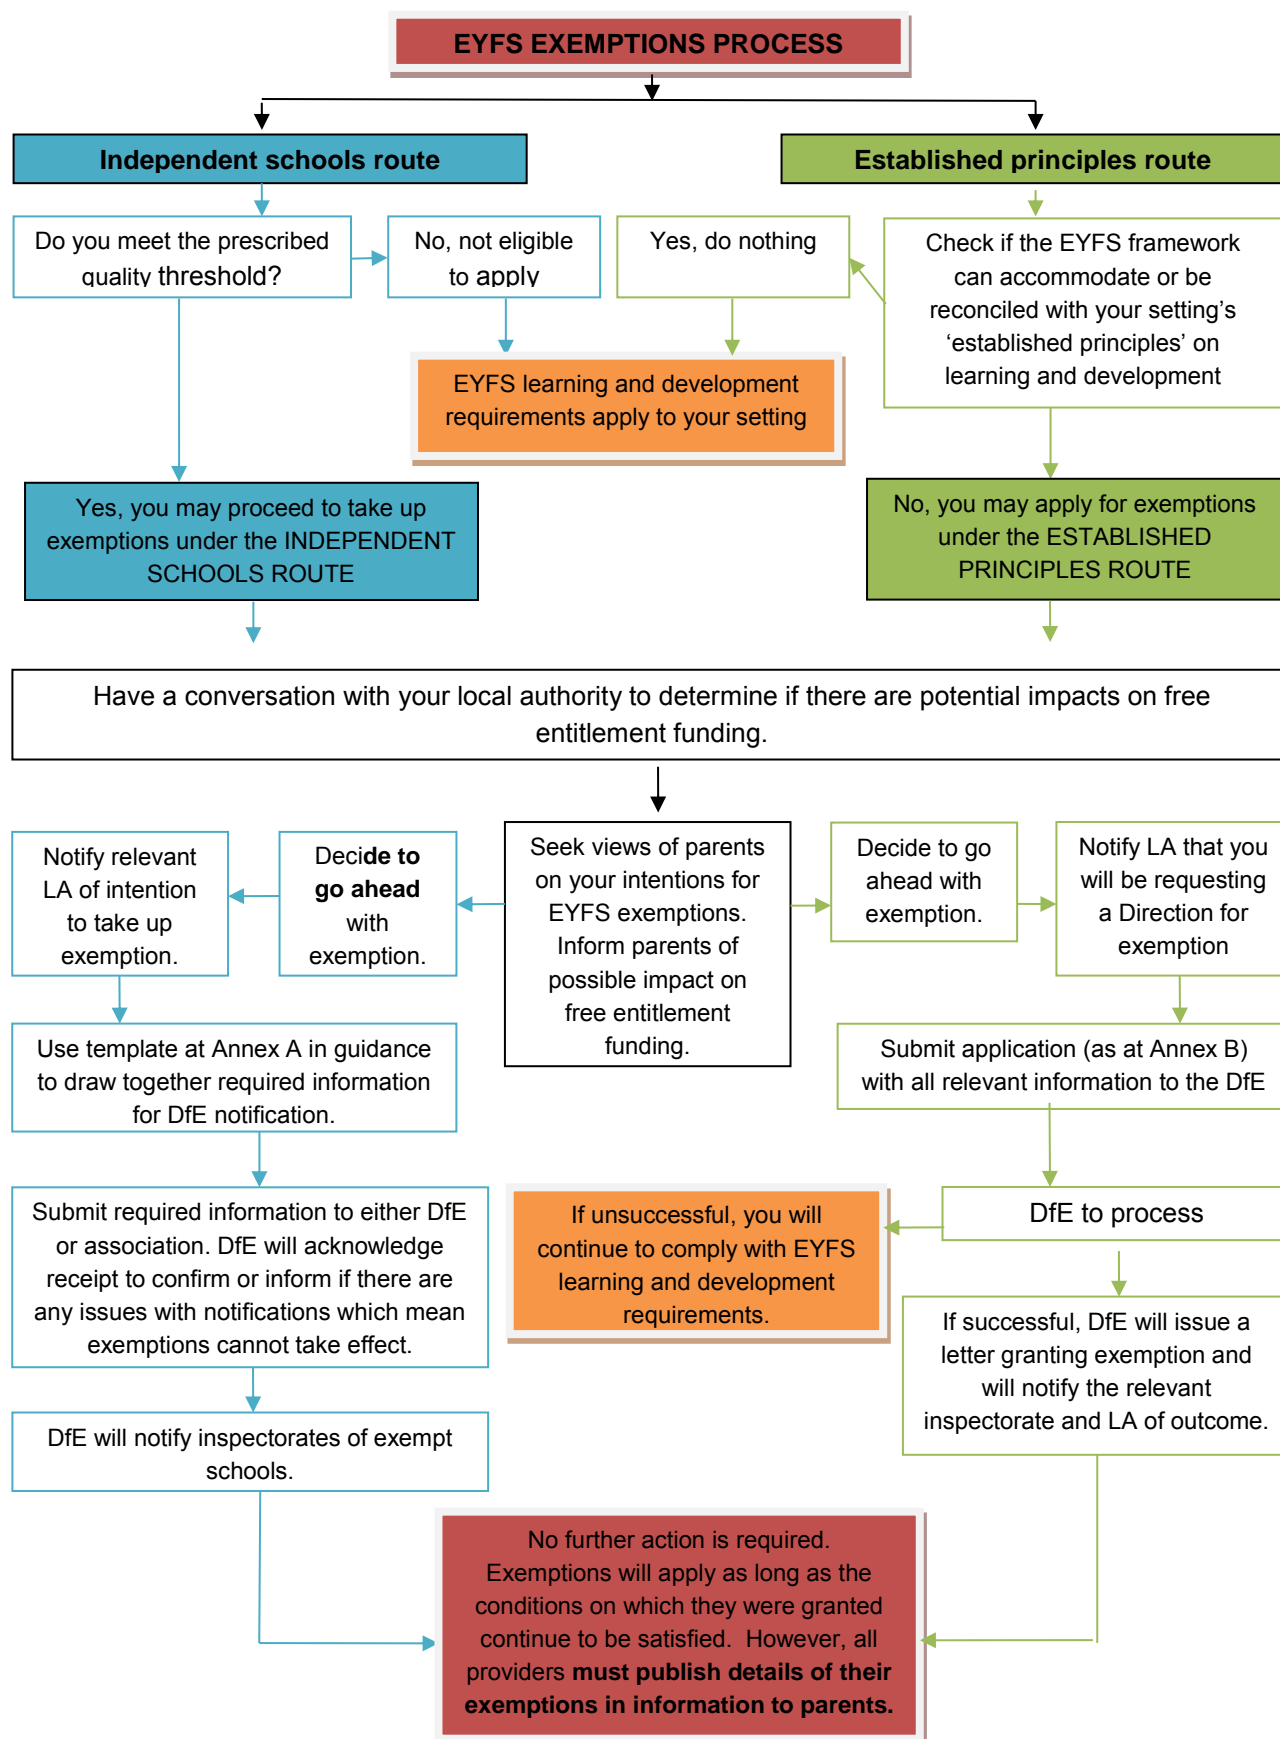 EYFS EXEMPTIONS PROCESS
Independent schools route
Established principles route
Do you meet the prescribed
quality threshold?
No, not eligible
to apply
Yes, do nothing
Check if the EYFS framework
can accommodate or be
reconciled with your setting’s
‘established principles’ on
learning and development
EYFS learning and development
requirements apply to your setting
Yes, you may proceed to take up
exemptions under the INDEPENDENT
SCHOOLS ROUTE
No, you may apply for exemptions
under the ESTABLISHED
PRINCIPLES ROUTE
Have a conversation with your local authority to determine if there are potential impacts on free
entitlement funding.
Notify relevant
LA of intention
to take up
exemption.
Decide to
go ahead
with
exemption.
Seek views of parents
on your intentions for
EYFS exemptions.
Inform parents of
possible impact on
free entitlement
funding.
Decide to go
ahead with
exemption.
Notify LA that you
will be requesting
a Direction for
exemption
Use template at Annex A in guidance
to draw together required information
for DfE notification.
Submit application (as at Annex B)
with all relevant information to the DfE
Submit required information to either DfE
or association. DfE will acknowledge
receipt to confirm or inform if there are
any issues with notifications which mean
exemptions cannot take effect.
If unsuccessful, you will
continue to comply with EYFS
learning and development
requirements.
DfE to process
If successful, DfE will issue a
letter granting exemption and
will notify the relevant
inspectorate and LA of outcome.
DfE will notify inspectorates of exempt
schools.
No further action is required.
Exemptions will apply as long as the
conditions on which they were granted
continue to be satisfied.  However, all
providers must publish details of their
exemptions in information to parents.